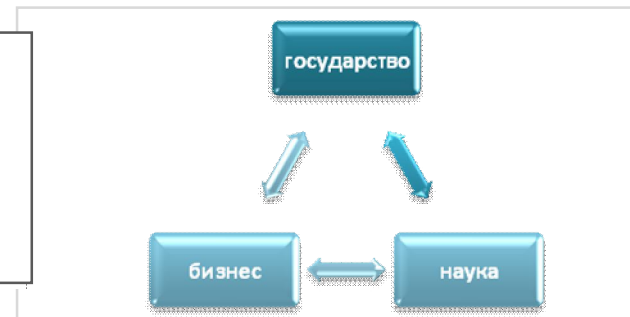 государство
бизнес
наука